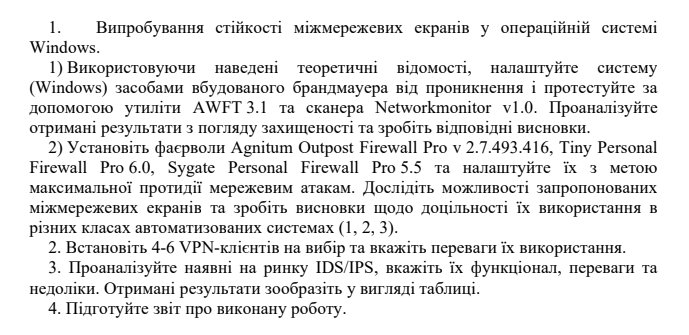 1. Випробування стійкості міжмережевих екранів у операційній системі
Windows.
1) Використовуючи наведені теоретичні відомості, налаштуйте систему
(Windows) засобами вбудованого брандмауера від проникнення і протестуйте за
допомогою утиліти AWFT 3.1 та сканера Networkmonitor v1.0. Проаналізуйте
отримані результати з погляду захищеності та зробіть відповідні висновки.
2) Установіть фаєрволи Agnitum Outpost Firewall Pro v 2.7.493.416, Tiny Personal
Firewall Pro 6.0, Sygate Personal Firewall Pro 5.5 та налаштуйте їх з метою
максимальної протидії мережевим атакам. Дослідіть можливості запропонованих
міжмережевих екранів та зробіть висновки щодо доцільності їх використання в
різних класах автоматизованих системах (1, 2, 3).
2. Встановіть 4-6 VPN-клієнтів на вибір та вкажіть переваги їх використання.
3. Проаналізуйте наявні на ринку IDS/IPS, вкажіть їх функціонал, переваги та
недоліки. Отримані результати зообразіть у вигляді таблиці.
4. Підготуйте звіт про виконану роботу.